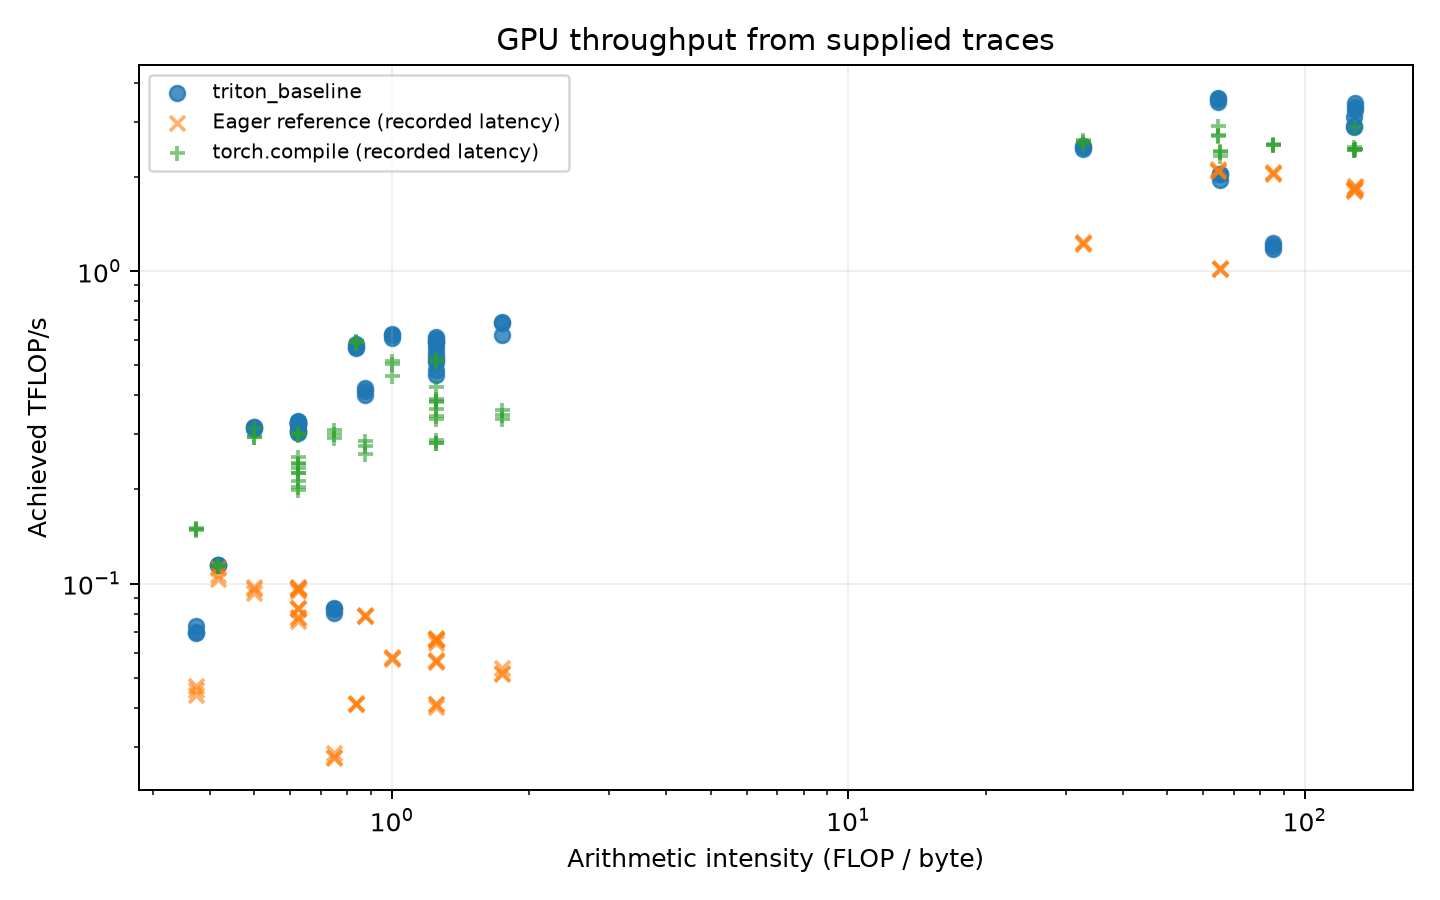 GPU throughput from supplied traces
triton_baseline
Eager reference (recorded latency)
torch.compile (recorded latency)
Achieved TFLOP/s
10⁰
10⁻¹
10⁰
10¹
10²
Arithmetic intensity (FLOP / byte)